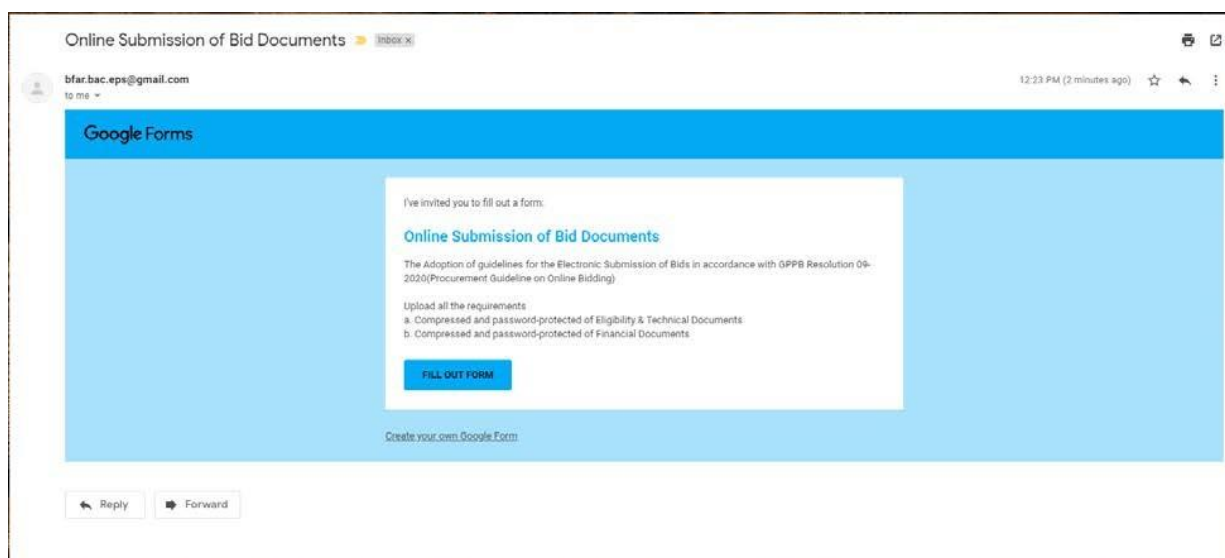 Online Submission of Bid Documents Inbox x
bfar.bac.eps@gmail.com 12:23 PM (2 minutes ago)
to me
Google Forms
I've invited you to fill out a form:
Online Submission of Bid Documents
The Adoption of guidelines for the Electronic Submission of Bids in accordance with GPPB Resolution 09-
2020(Procurement Guideline on Online Bidding)
Upload all the requirements
a. Compressed and password-protected of Eligibility & Technical Documents
b. Compressed and password-protected of Financial Documents
FILL OUT FORM
Create your own Google Form
Reply Forward